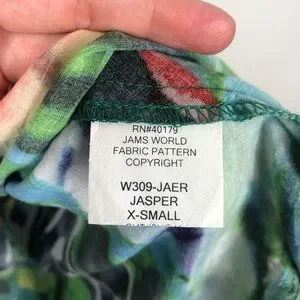 RN#40179
JAMS WORLD
FABRIC PATTERN
COPYRIGHT
W309-JAER
JASPER
X-SMALL